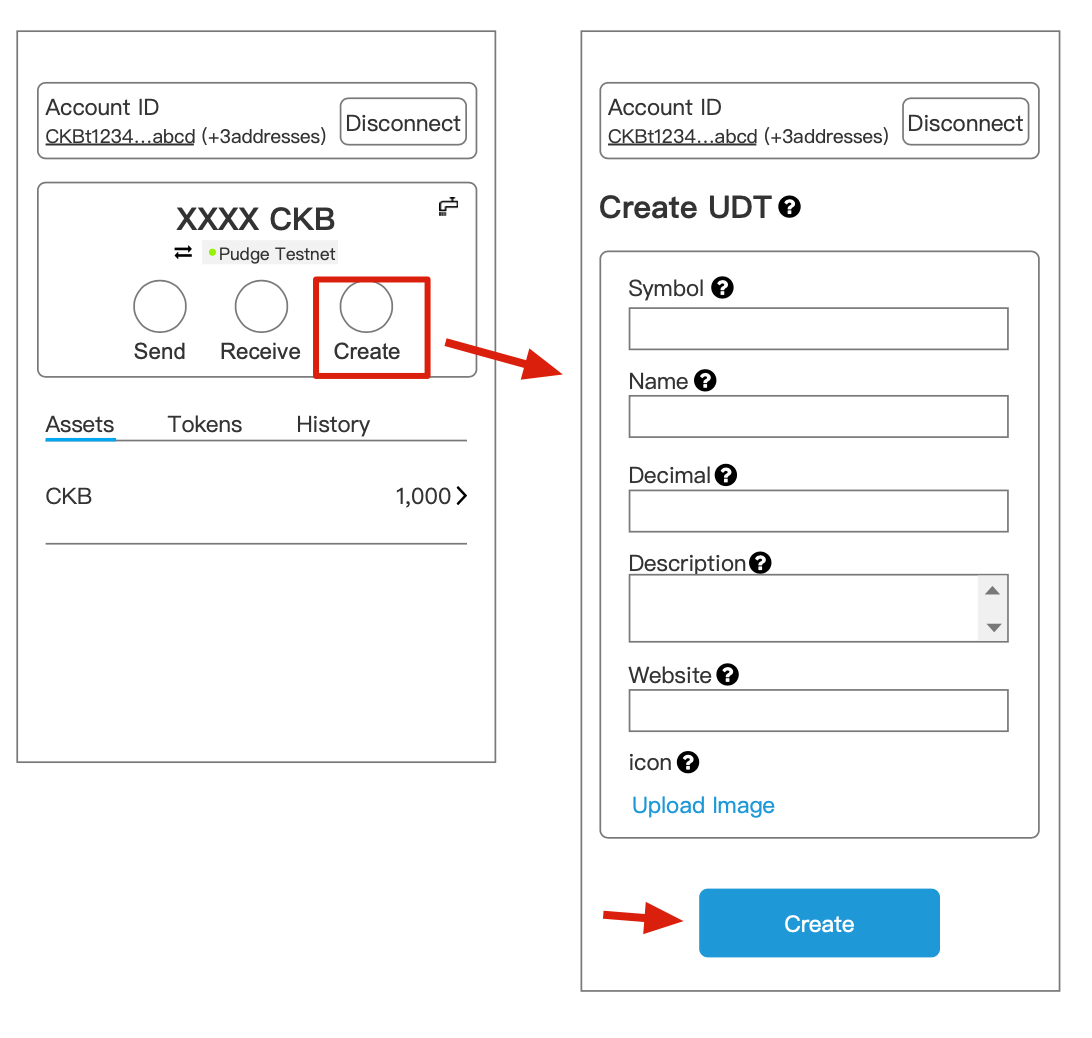 Account ID
CKBt1234...abcd (+3addresses)
Disconnect
XXXX CKB
Pudge Testnet
Send Receive Create
Assets Tokens History
CKB 1,000
Account ID
CKBt1234...abcd (+3addresses)
Disconnect
Create UDT ?
Symbol ?
Name ?
Decimal ?
Description ?
Website ?
icon ?
Upload Image
Create